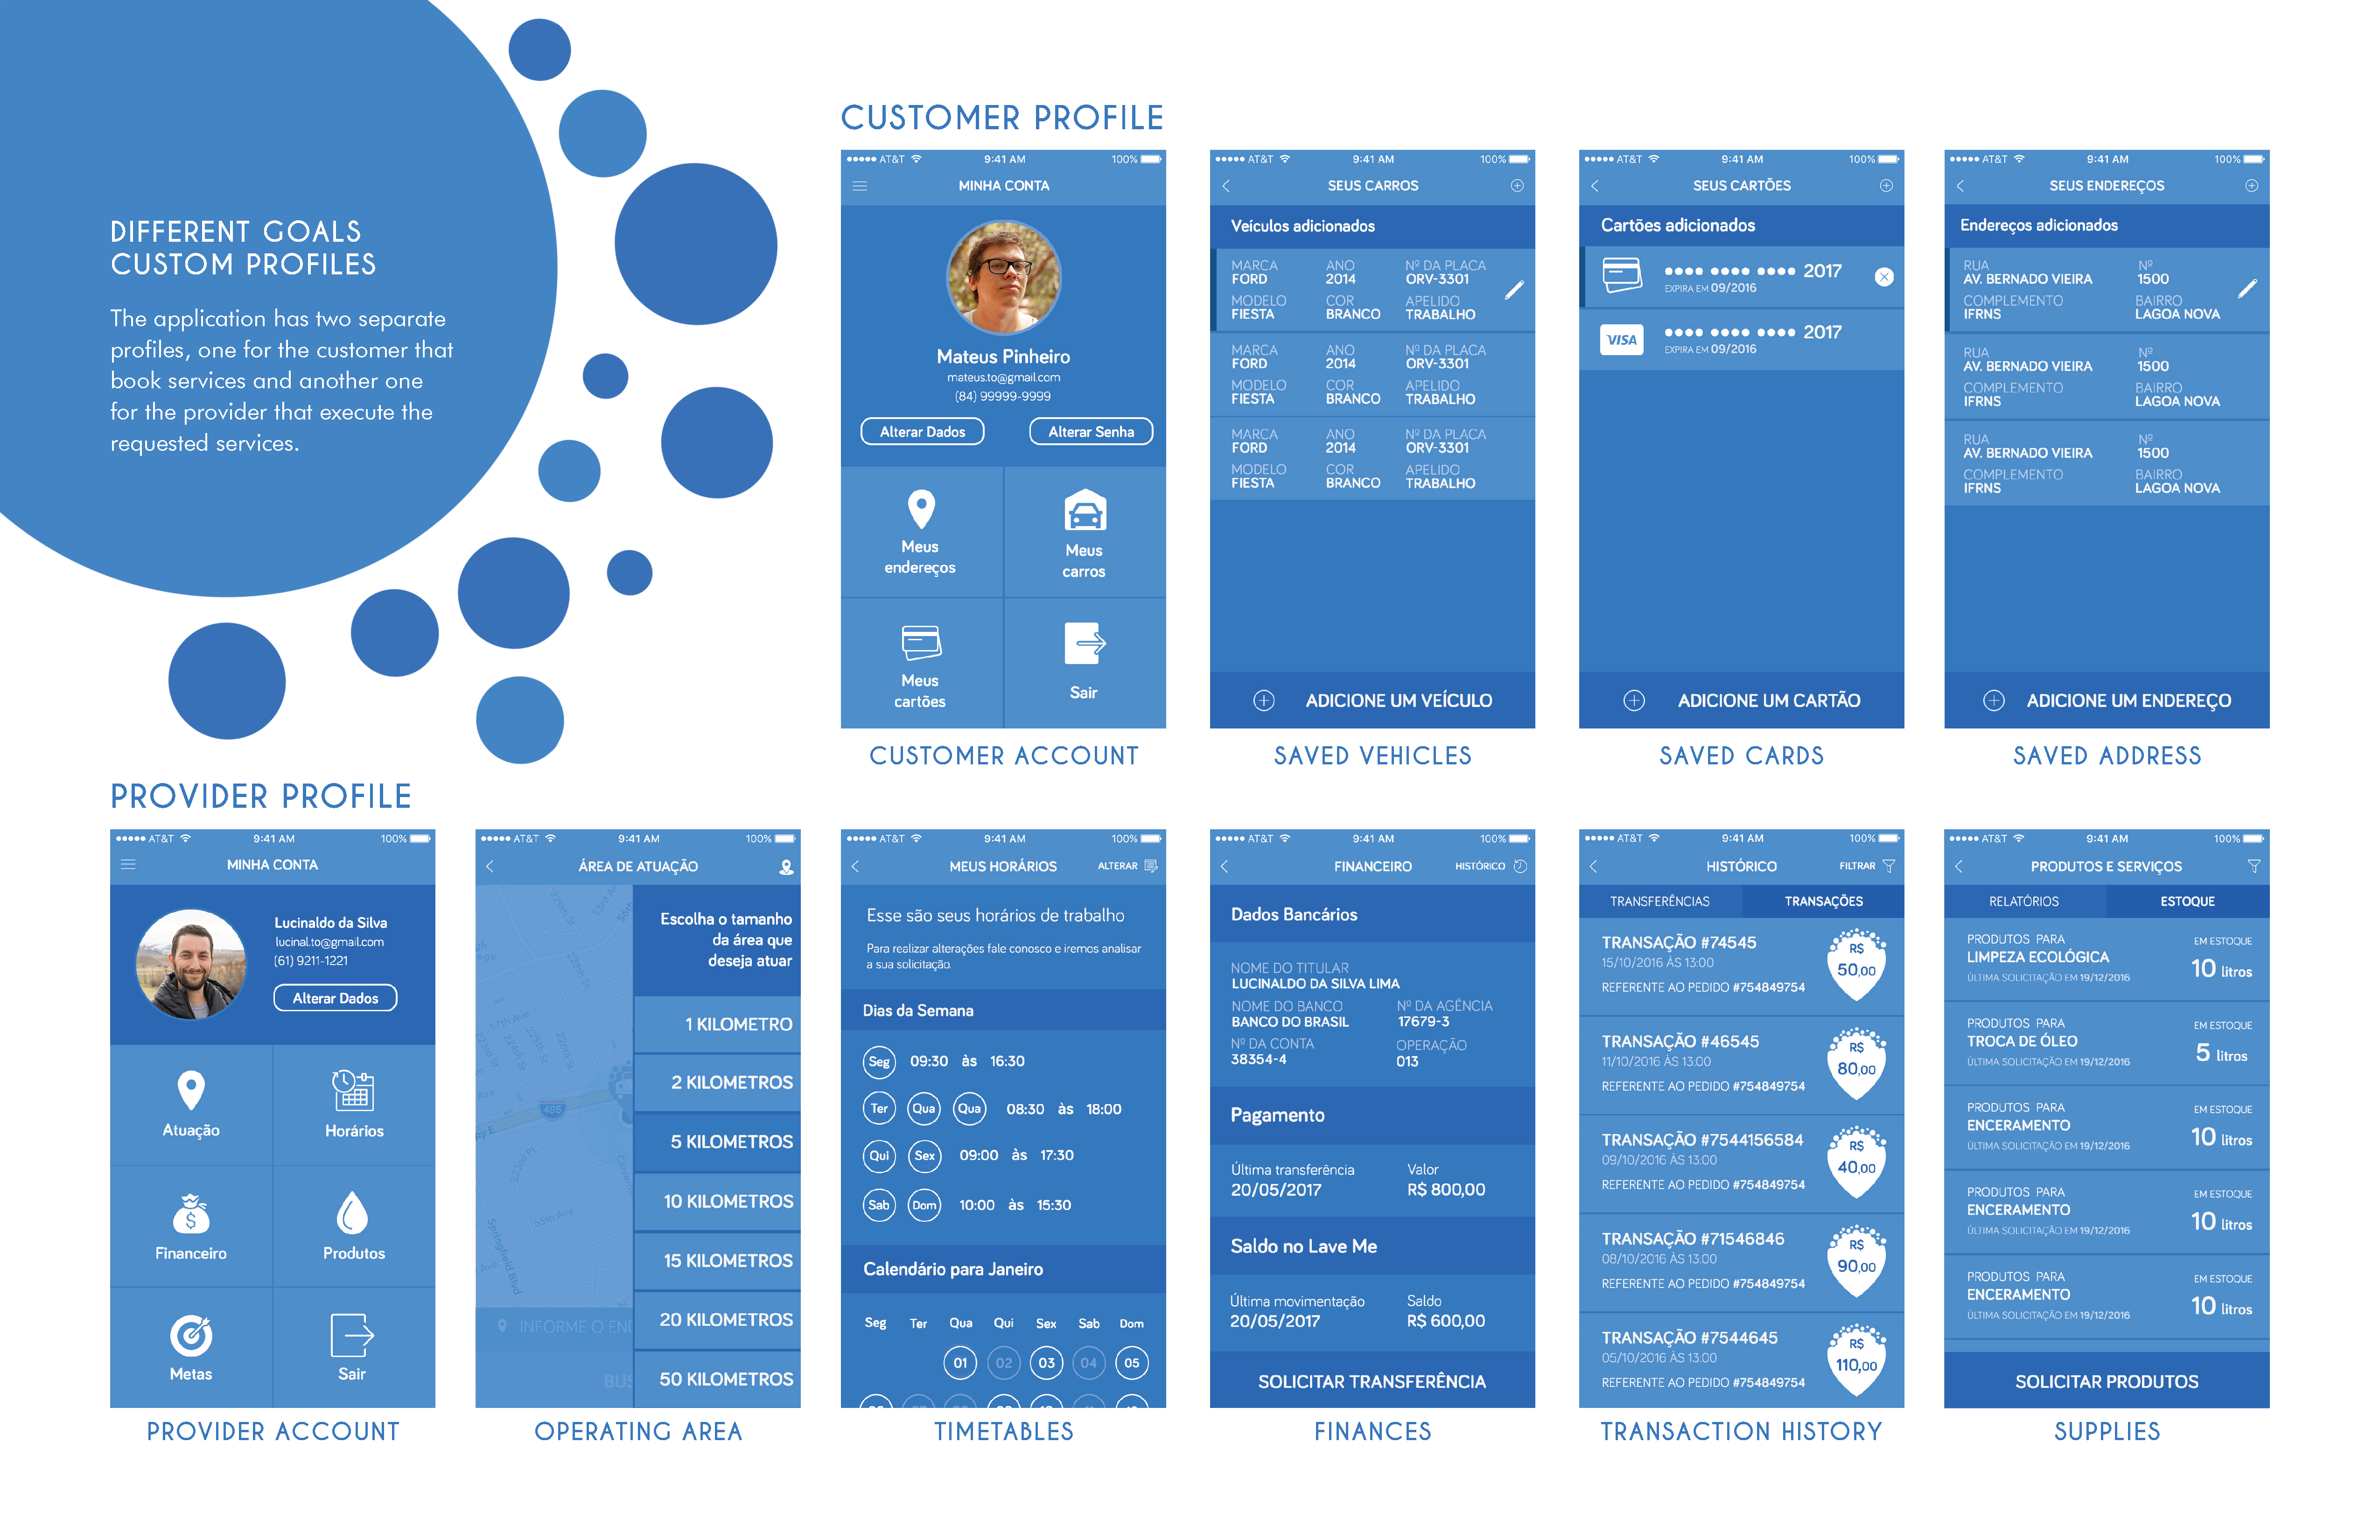 DIFFERENT GOALS
CUSTOM PROFILES
The application has two separate
profiles, one for the customer that
book services and another one
for the provider that execute the
requested services.
CUSTOMER PROFILE
AT&T 9:41 AM 100%
MINHA CONTA
Mateus Pinheiro
mateus.to@gmail.com
(84) 99999-9999
Alterar Dados Alterar Senha
Meus
endereços
Meus
carros
Meus
cartões
Sair
CUSTOMER ACCOUNT
AT&T 9:41 AM 100%
SEUS CARROS
Veículos adicionados
MARCA ANO Nº DA PLACA
FORD 2014 ORV-3301
MODELO COR APELIDO
FIESTA BRANCO TRABALHO
MARCA ANO Nº DA PLACA
FORD 2014 ORV-3301
MODELO COR APELIDO
FIESTA BRANCO TRABALHO
MARCA ANO Nº DA PLACA
FORD 2014 ORV-3301
MODELO COR APELIDO
FIESTA BRANCO TRABALHO
ADICIONE UM VEÍCULO
SAVED VEHICLES
AT&T 9:41 AM 100%
SEUS CARTÕES
Cartões adicionados
•••• •••• •••• 2017
EXPIRA EM 09/2016
VISA •••• •••• •••• 2017
EXPIRA EM 09/2016
ADICIONE UM CARTÃO
SAVED CARDS
AT&T 9:41 AM 100%
SEUS ENDEREÇOS
Endereços adicionados
RUA Nº
AV. BERNADO VIEIRA 1500
COMPLEMENTO BAIRRO
IFRNS LAGOA NOVA
RUA Nº
AV. BERNADO VIEIRA 1500
COMPLEMENTO BAIRRO
IFRNS LAGOA NOVA
RUA Nº
AV. BERNADO VIEIRA 1500
COMPLEMENTO BAIRRO
IFRNS LAGOA NOVA
ADICIONE UM ENDEREÇO
SAVED ADDRESS
PROVIDER PROFILE
AT&T 9:41 AM 100%
MINHA CONTA
Lucinaldo da Silva
lucinal.to@gmail.com
(61) 9211-1221
Alterar Dados
Atuação Horários
Financeiro Produtos
Metas Sair
PROVIDER ACCOUNT
AT&T 9:41 AM 100%
ÁREA DE ATUAÇÃO
Escolha o tamanho
da área que
deseja atuar
1 KILOMETRO
2 KILOMETROS
5 KILOMETROS
10 KILOMETROS
15 KILOMETROS
20 KILOMETROS
50 KILOMETROS
229th St
228th St
226th St
225th St
224th St
223rd St
57th Ave
56th
53rd A
405
py E
223rd Pl
65th Ave
Springfield Blvd
INFORME O END
BUS
OPERATING AREA
AT&T 9:41 AM 100%
MEUS HORÁRIOS ALTERAR
Esse são seus horários de trabalho
Para realizar alterações fale conosco e iremos analisar
a sua solicitação.
Dias da Semana
Seg 09:30 às 16:30
Ter Qua Qua 08:30 às 18:00
Qui Sex 09:00 às 17:30
Sab Dom 10:00 às 15:30
Calendário para Janeiro
Seg Ter Qua Qui Sex Sab Dom
01 02 03 04 05
TIMETABLES
AT&T 9:41 AM 100%
FINANCEIRO HISTÓRICO
Dados Bancários
NOME DO TITULAR
LUCINALDO DA SILVA LIMA
NOME DO BANCO Nº DA AGÊNCIA
BANCO DO BRASIL 17679-3
Nº DA CONTA OPERAÇÃO
38354-4 013
Pagamento
Última transferência Valor
20/05/2017 R$ 800,00
Saldo no Lave Me
Última movimentação Saldo
20/05/2017 R$ 600,00
SOLICITAR TRANSFERÊNCIA
FINANCES
AT&T 9:41 AM 100%
HISTÓRICO FILTRAR
TRANSFERÊNCIAS TRANSAÇÕES
TRANSAÇÃO #74545
15/10/2016 ÀS 13:00
REFERENTE AO PEDIDO #754849754
R$
50,00
TRANSAÇÃO #46545
11/10/2016 ÀS 13:00
REFERENTE AO PEDIDO #754849754
R$
80,00
TRANSAÇÃO #7544156584
09/10/2016 ÀS 13:00
REFERENTE AO PEDIDO #754849754
R$
40,00
TRANSAÇÃO #71546846
08/10/2016 ÀS 13:00
REFERENTE AO PEDIDO #754849754
R$
90,00
TRANSAÇÃO #7544645
05/10/2016 ÀS 13:00
REFERENTE AO PEDIDO #754849754
R$
110,00
TRANSACTION HISTORY
AT&T 9:41 AM 100%
PRODUTOS E SERVIÇOS
RELATÓRIOS ESTOQUE
PRODUTOS PARA EM ESTOQUE
LIMPEZA ECOLÓGICA 10 litros
ÚLTIMA SOLICITAÇÃO EM 19/12/2016
PRODUTOS PARA EM ESTOQUE
TROCA DE ÓLEO 5 litros
ÚLTIMA SOLICITAÇÃO EM 19/12/2016
PRODUTOS PARA EM ESTOQUE
ENCERAMENTO 10 litros
ÚLTIMA SOLICITAÇÃO EM 19/12/2016
PRODUTOS PARA EM ESTOQUE
ENCERAMENTO 10 litros
ÚLTIMA SOLICITAÇÃO EM 19/12/2016
PRODUTOS PARA EM ESTOQUE
ENCERAMENTO 10 litros
ÚLTIMA SOLICITAÇÃO EM 19/12/2016
SOLICITAR PRODUTOS
SUPPLIES